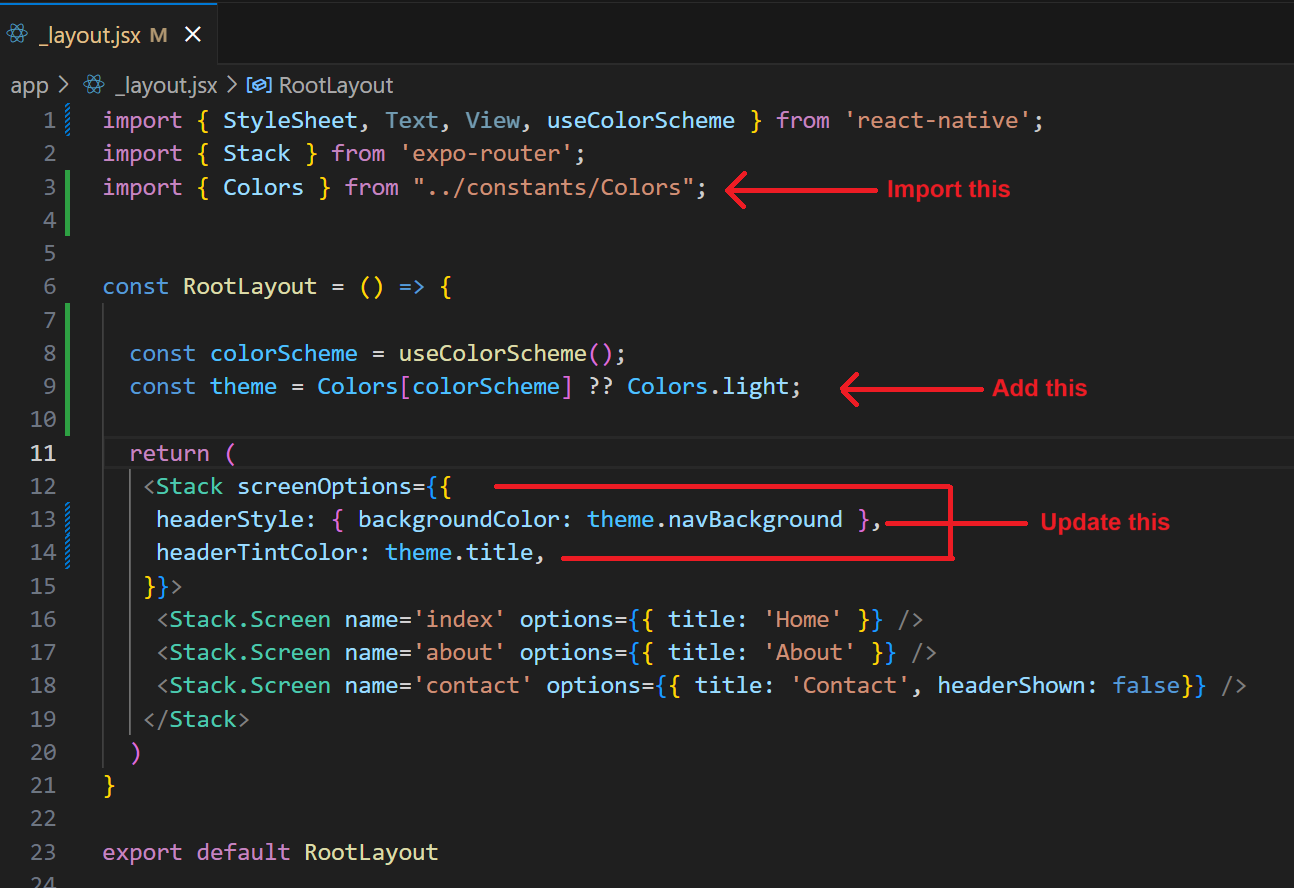 _layout.jsx M ×
app > _layout.jsx > RootLayout
1 import { StyleSheet, Text, View, useColorScheme } from 'react-native';
2 import { Stack } from 'expo-router';
3 import { Colors } from "../constants/Colors"; Import this
4
5
6 const RootLayout = () => {
7
8 const colorScheme = useColorScheme();
9 const theme = Colors[colorScheme] ?? Colors.light; Add this
10
11 return (
12 <Stack screenOptions={{
13 headerStyle: { backgroundColor: theme.navBackground }, Update this
14 headerTintColor: theme.title,
15 }}>
16 <Stack.Screen name='index' options={{ title: 'Home' }} />
17 <Stack.Screen name='about' options={{ title: 'About' }} />
18 <Stack.Screen name='contact' options={{ title: 'Contact', headerShown: false}} />
19 </Stack>
20 )
21 }
22
23 export default RootLayout
24